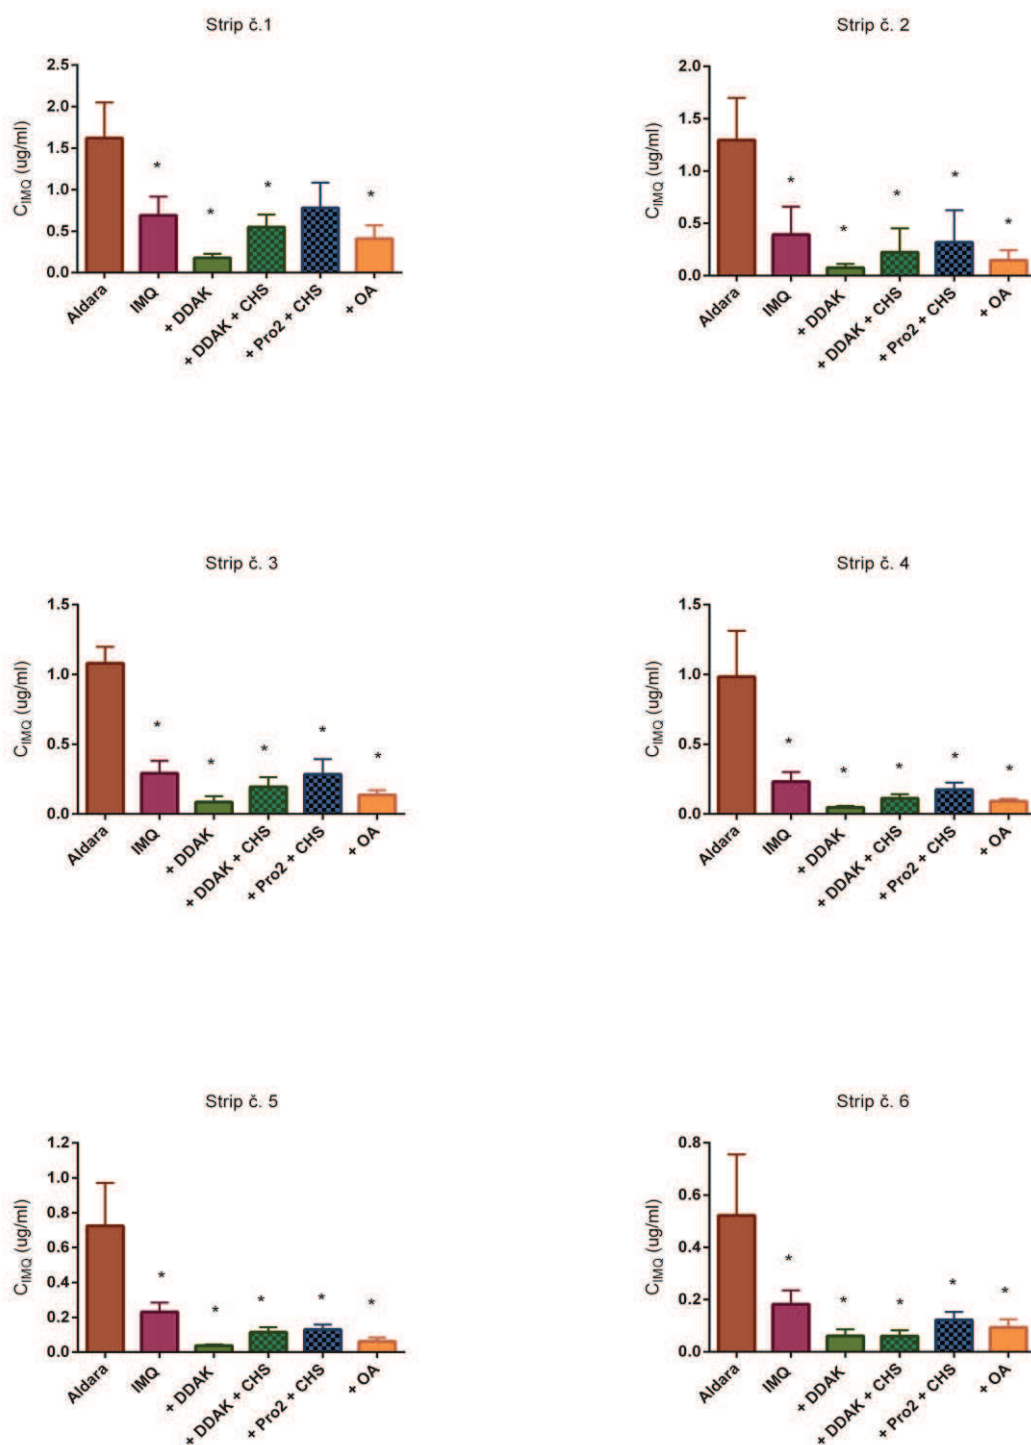 Strip č.1
C_IMQ (ug/ml)
2.5
2.0
1.5
1.0
0.5
0.0
* * * *
Aldara
IMQ
+ DDAK
+ DDAK + CHS
+ Pro2 + CHS
+ OA
Strip č. 2
C_IMQ (ug/ml)
2.0
1.5
1.0
0.5
0.0
* * * * *
Aldara
IMQ
+ DDAK
+ DDAK + CHS
+ Pro2 + CHS
+ OA
Strip č. 3
C_IMQ (ug/ml)
1.5
1.0
0.5
0.0
* * * * *
Aldara
IMQ
+ DDAK
+ DDAK + CHS
+ Pro2 + CHS
+ OA
Strip č. 4
C_IMQ (ug/ml)
1.5
1.0
0.5
0.0
* * * * *
Aldara
IMQ
+ DDAK
+ DDAK + CHS
+ Pro2 + CHS
+ OA
Strip č. 5
C_IMQ (ug/ml)
1.2
1.0
0.8
0.6
0.4
0.2
0.0
* * * * *
Aldara
IMQ
+ DDAK
+ DDAK + CHS
+ Pro2 + CHS
+ OA
Strip č. 6
C_IMQ (ug/ml)
0.8
0.6
0.4
0.2
0.0
* * * * *
Aldara
IMQ
+ DDAK
+ DDAK + CHS
+ Pro2 + CHS
+ OA